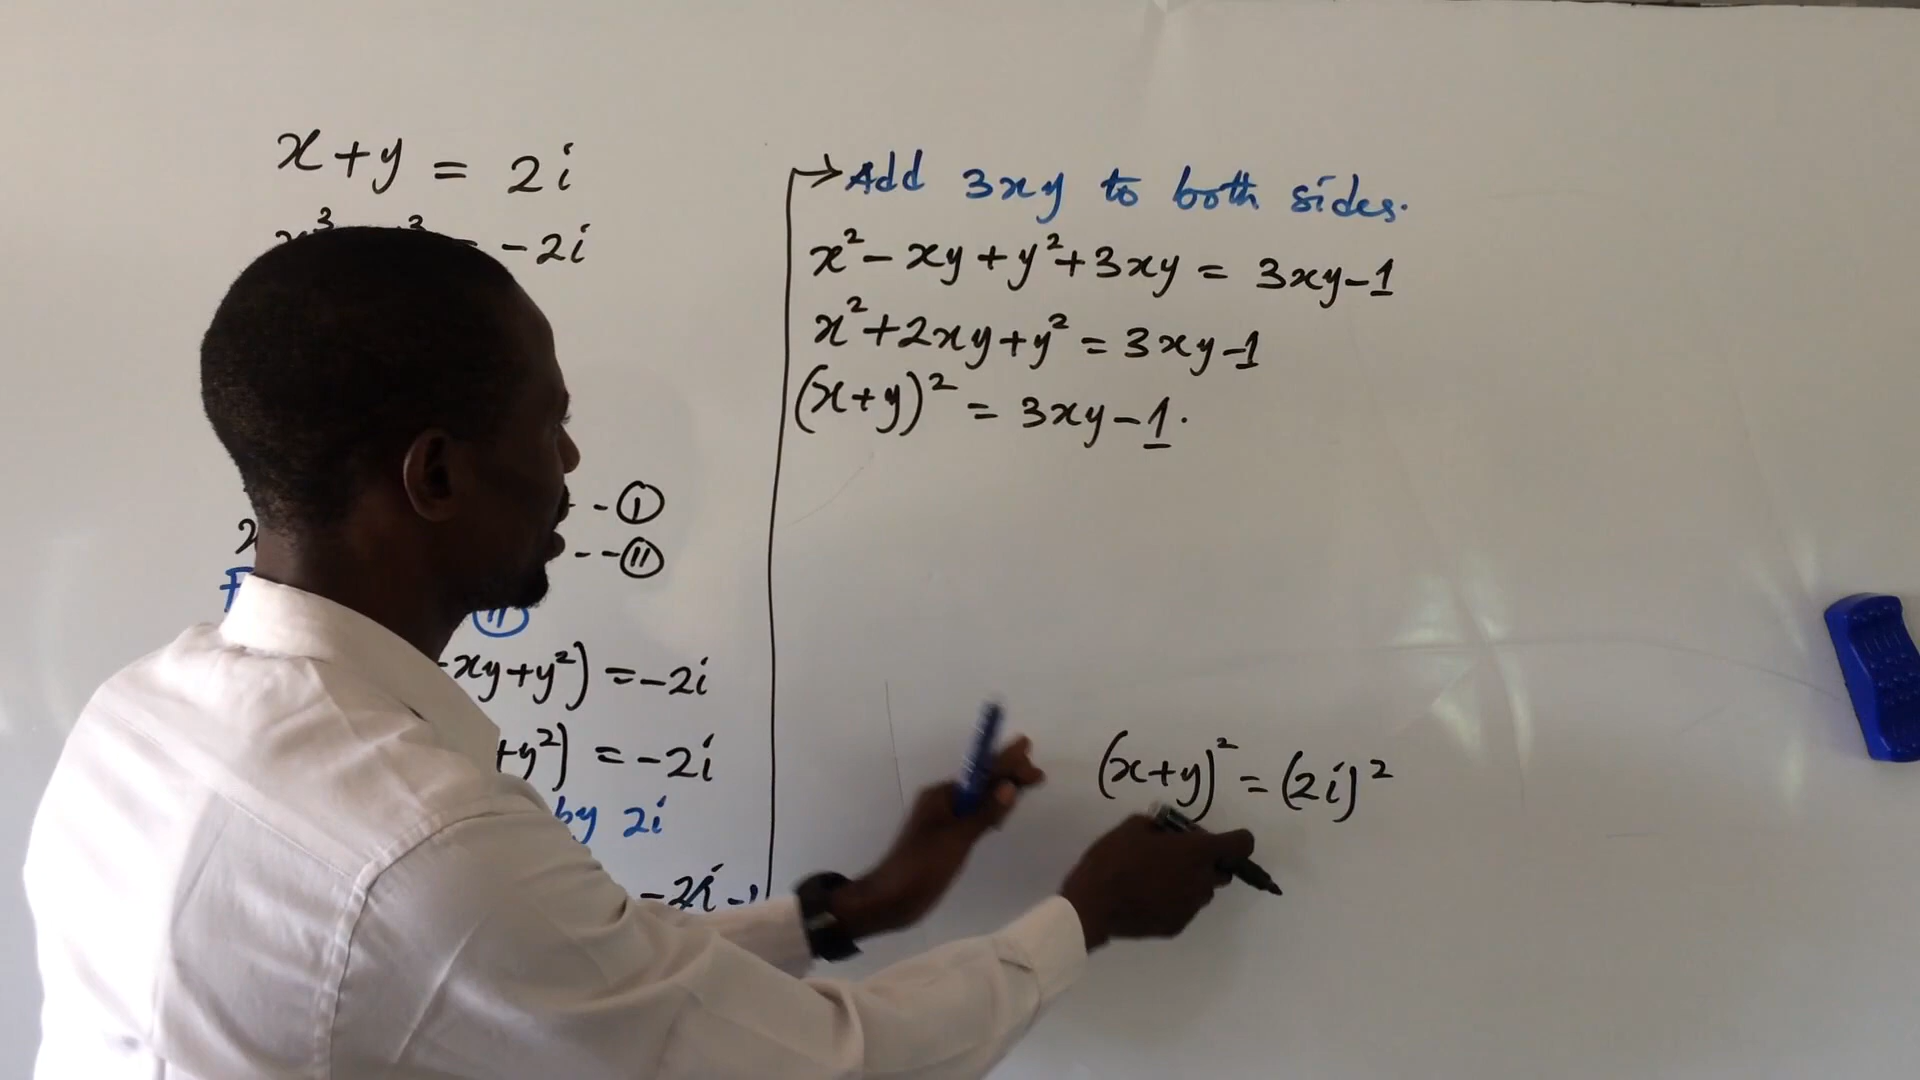 x+y = 2i
x³ ³ = -2i
- ①
-- ⑪
⑪
-xy+y²) = -2i
+y²) = -2i
by 2i
-2i
→ Add 3xy to both sides.
x² - xy + y² + 3xy = 3xy - 1
x² + 2xy + y² = 3xy - 1
(x+y)² = 3xy - 1.
(x+y)² = (2i)²